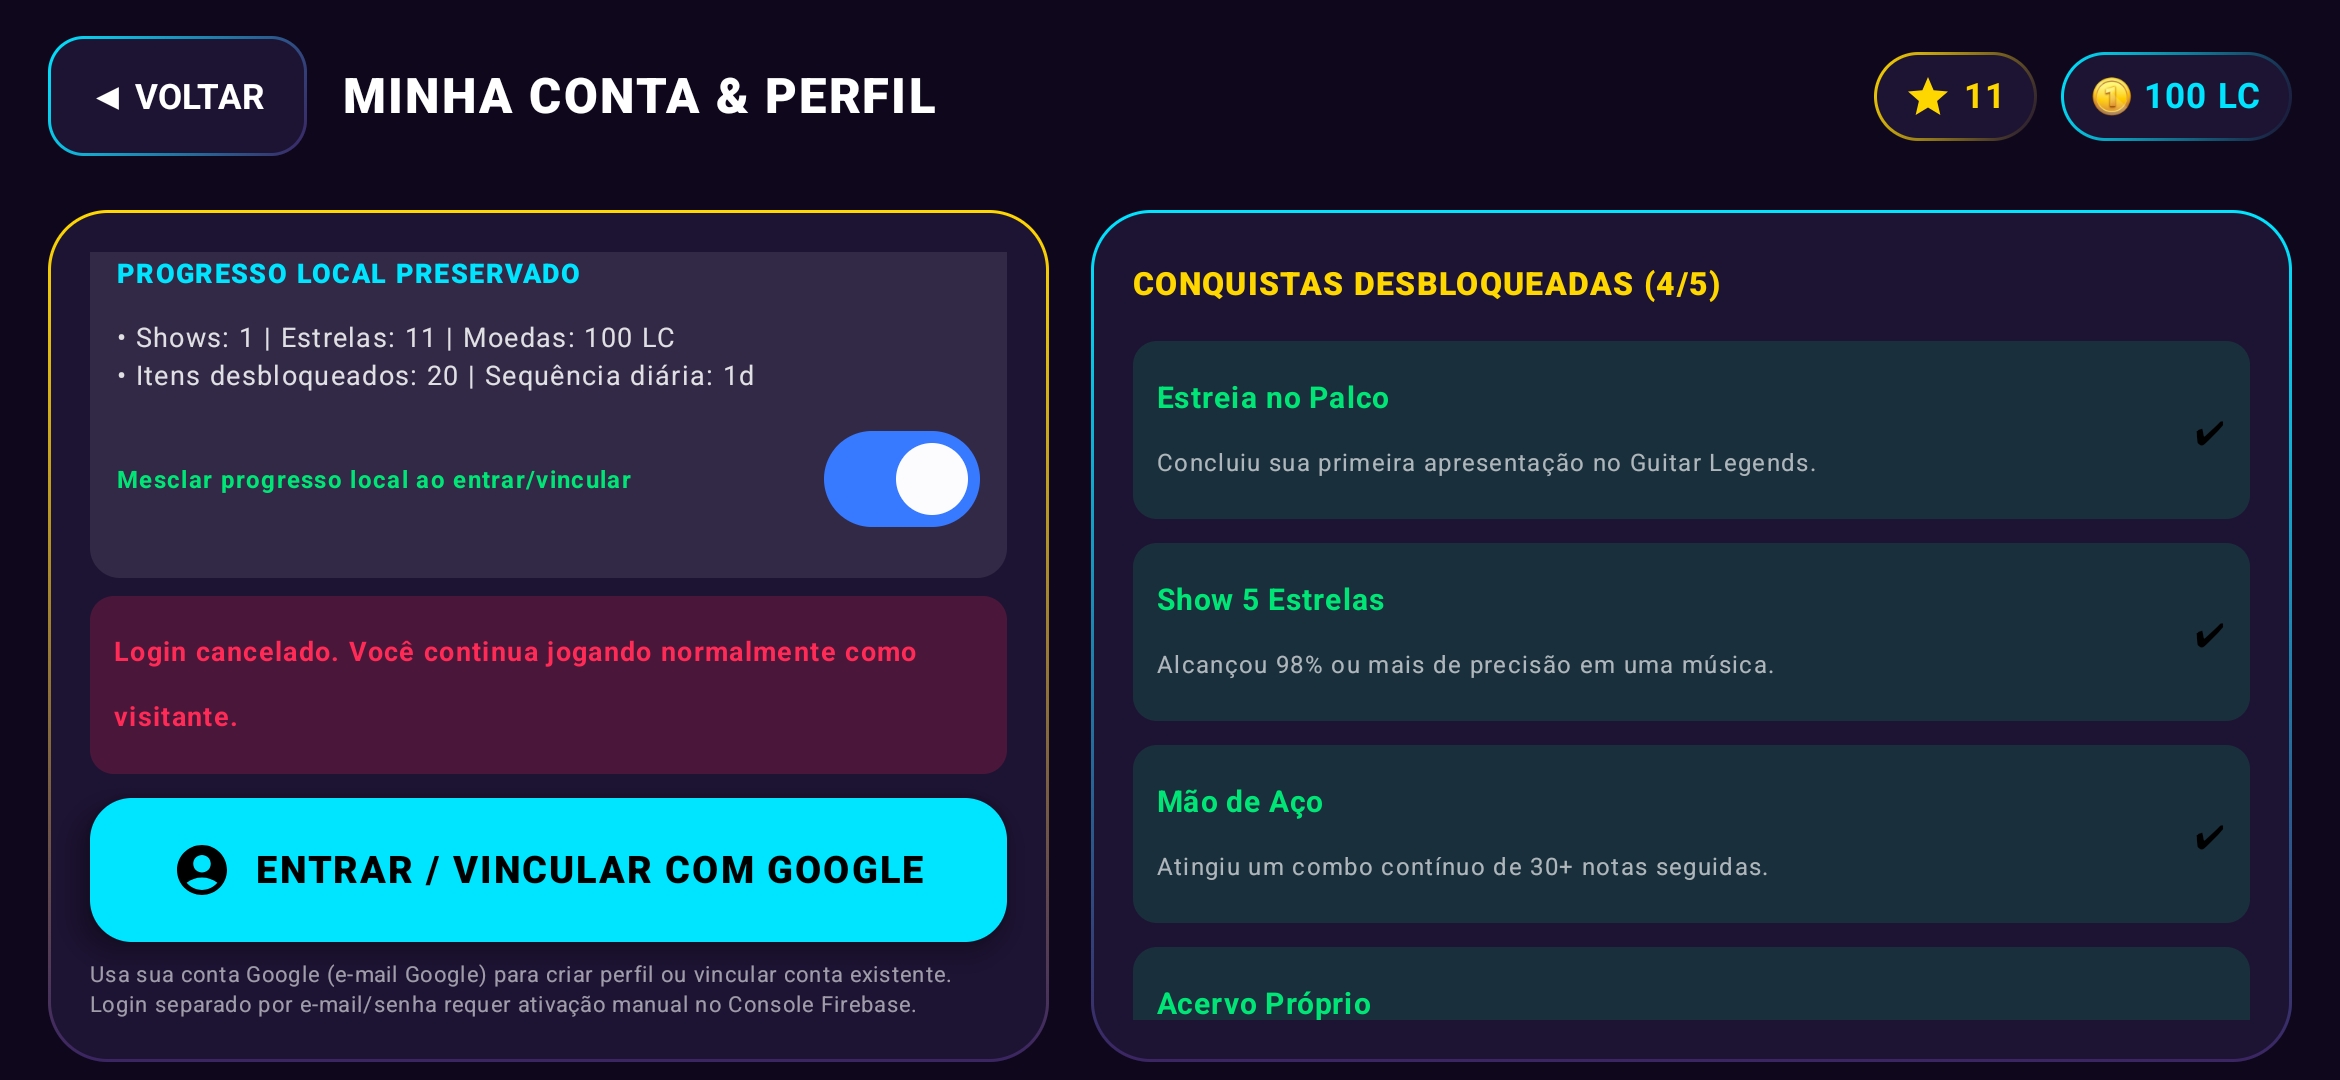 ◀ VOLTAR
MINHA CONTA & PERFIL
11
100 LC
PROGRESSO LOCAL PRESERVADO
• Shows: 1 | Estrelas: 11 | Moedas: 100 LC
• Itens desbloqueados: 20 | Sequência diária: 1d
Mesclar progresso local ao entrar/vincular
Login cancelado. Você continua jogando normalmente como
visitante.
ENTRAR / VINCULAR COM GOOGLE
Usa sua conta Google (e-mail Google) para criar perfil ou vincular conta existente.
Login separado por e-mail/senha requer ativação manual no Console Firebase.
CONQUISTAS DESBLOQUEADAS (4/5)
Estreia no Palco
Concluiu sua primeira apresentação no Guitar Legends.
✔
Show 5 Estrelas
Alcançou 98% ou mais de precisão em uma música.
✔
Mão de Aço
Atingiu um combo contínuo de 30+ notas seguidas.
✔
Acervo Próprio